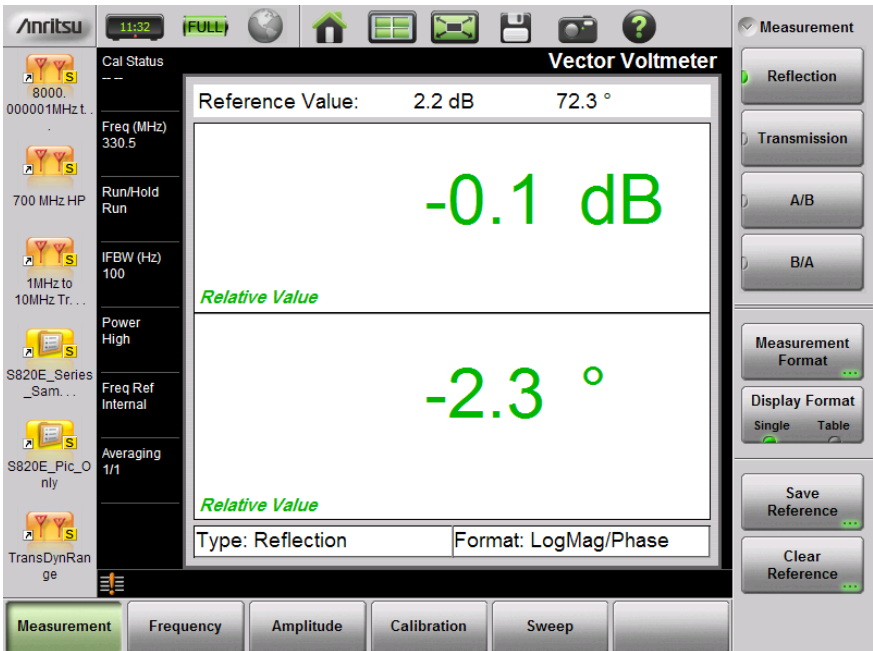 Anritsu
11:32
FULL
?
Measurement
S
8000.
000001MHz t. .
.
S
700 MHz HP
S
1MHz to
10MHz Tr. . .
S
S820E_Series
_Sam. . .
S
S820E_Pic_O
nly
S
TransDynRan
ge
Cal Status
-- --
Freq (MHz)
330.5
Run/Hold
Run
IFBW (Hz)
100
Power
High
Freq Ref
Internal
Averaging
1/1
Vector Voltmeter
Reference Value: 2.2 dB 72.3 °
-0.1 dB
Relative Value
-2.3 °
Relative Value
Type: Reflection
Format: LogMag/Phase
Reflection
Transmission
A/B
B/A
Measurement
Format
Display Format
Single Table
Save
Reference
Clear
Reference
Measurement
Frequency
Amplitude
Calibration
Sweep